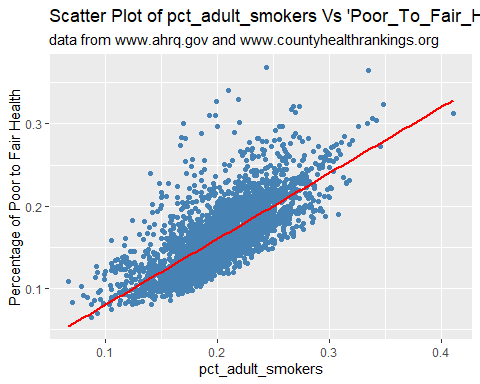 Scatter Plot of pct_adult_smokers Vs 'Poor_To_Fair_H
data from www.ahrq.gov and www.countyhealthrankings.org
Percentage of Poor to Fair Health
0.3
0.2
0.1
0.1 0.2 0.3 0.4
pct_adult_smokers